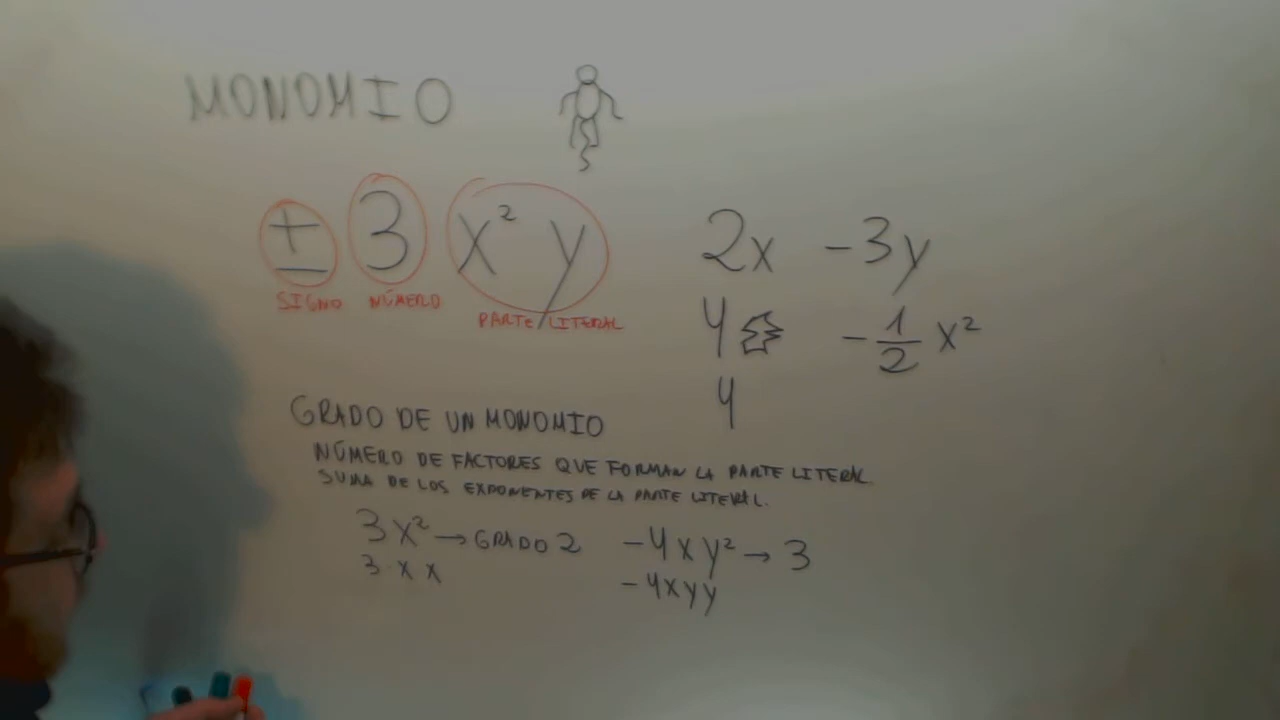 MONOMIO
± 3 x² y
SIGNO NÚMERO PARTE LITERAL
2x -3y
4 -1/2 x²
4
GRADO DE UN MONOMIO
NÚMERO DE FACTORES QUE FORMAN LA PARTE LITERAL.
SUMA DE LOS EXPONENTES DE LA PARTE LITERAL.
3x² → GRADO 2 -4xy² → 3
3·x x -4xyy